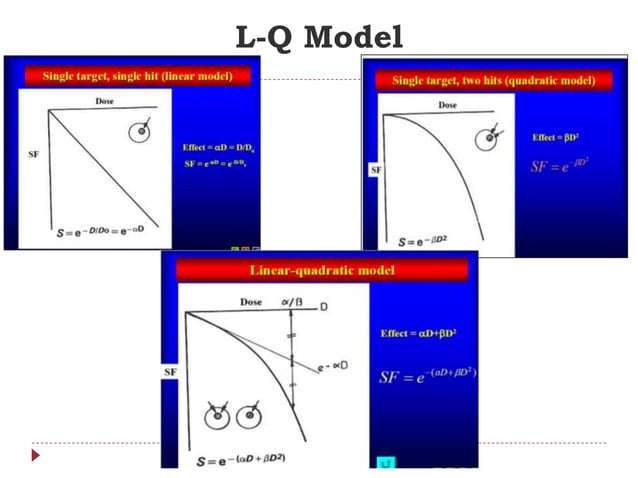 L-Q Model
Single target, single hit (linear model)
Dose
SF
Effect = αD = D/D₀
SF = e⁻ᵅᴰ = e⁻ᴰ/ᴰ₀
S = e⁻ᴰ/ᴰᵒ = e⁻ᵅᴰ
Single target, two hits (quadratic model)
Dose
SF
Effect = βD²
SF = e^-βD²
S = e^-βD²
Linear-quadratic model
Dose α/β D
SF
e-αD
Effect = αD+βD²
SF = e^-(αD+βD²)
S = e^-(αD + βD²)